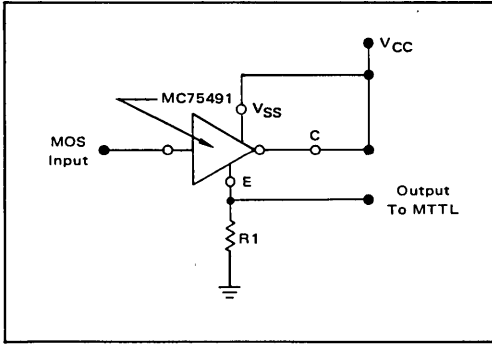 VCC
MC75491
VSS
MOS
Input
C
E
Output
To MTTL
R1